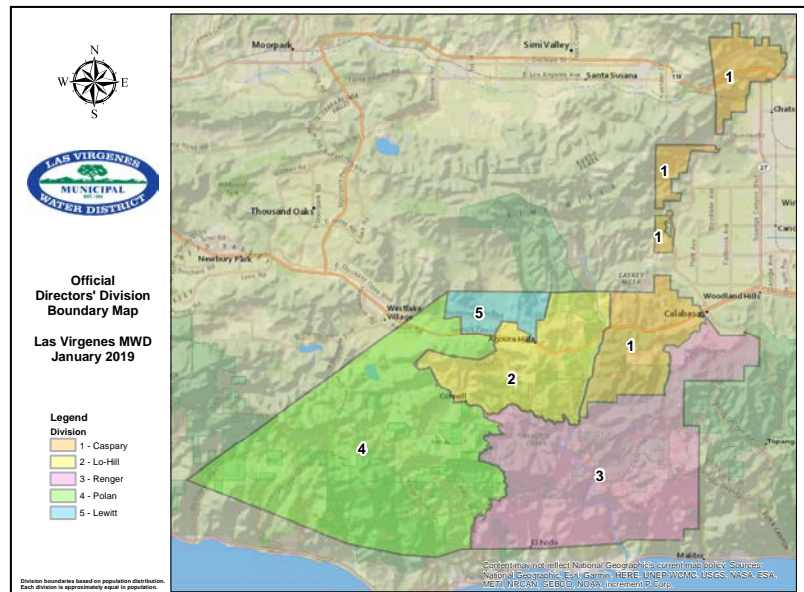 N
W
E
S
LAS VIRGENES
MUNICIPAL
WATER DISTRICT
Official
Directors' Division
Boundary Map
Las Virgenes MWD
January 2019
Legend
Division
1 - Caspary
2 - Lo-Hill
3 - Renger
4 - Polan
5 - Lewitt
Division boundaries based on population distribution.
Each division is approximately equal in population.
Moorpark
Simi Valley
Santa Susana
118
1
Chats
27
1
Thousand Oaks
1
Newbury Park
Westlake
Village
5
Woodland Hills
Calabasas
Agoura Hills
1
2
Cornell
4
3
Topang
El Nido
Malibu
Content may not reflect National Geographic's current map policy. Sources:
National Geographic, Esri, Garmin, HERE, UNEP-WCMC, USGS, NASA, ESA,
METI, NRCAN, GEBCO, NOAA, increment P Corp.